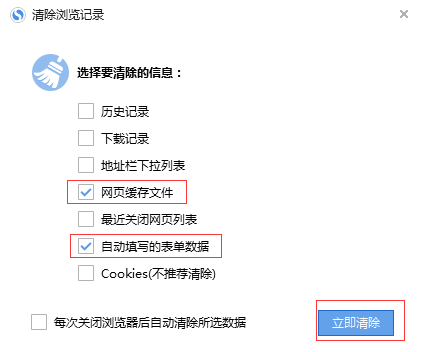 清除浏览记录
选择要清除的信息：
历史记录
下载记录
地址栏下拉列表
网页缓存文件
最近关闭网页列表
自动填写的表单数据
Cookies(不推荐清除)
每次关闭浏览器后自动清除所选数据
立即清除